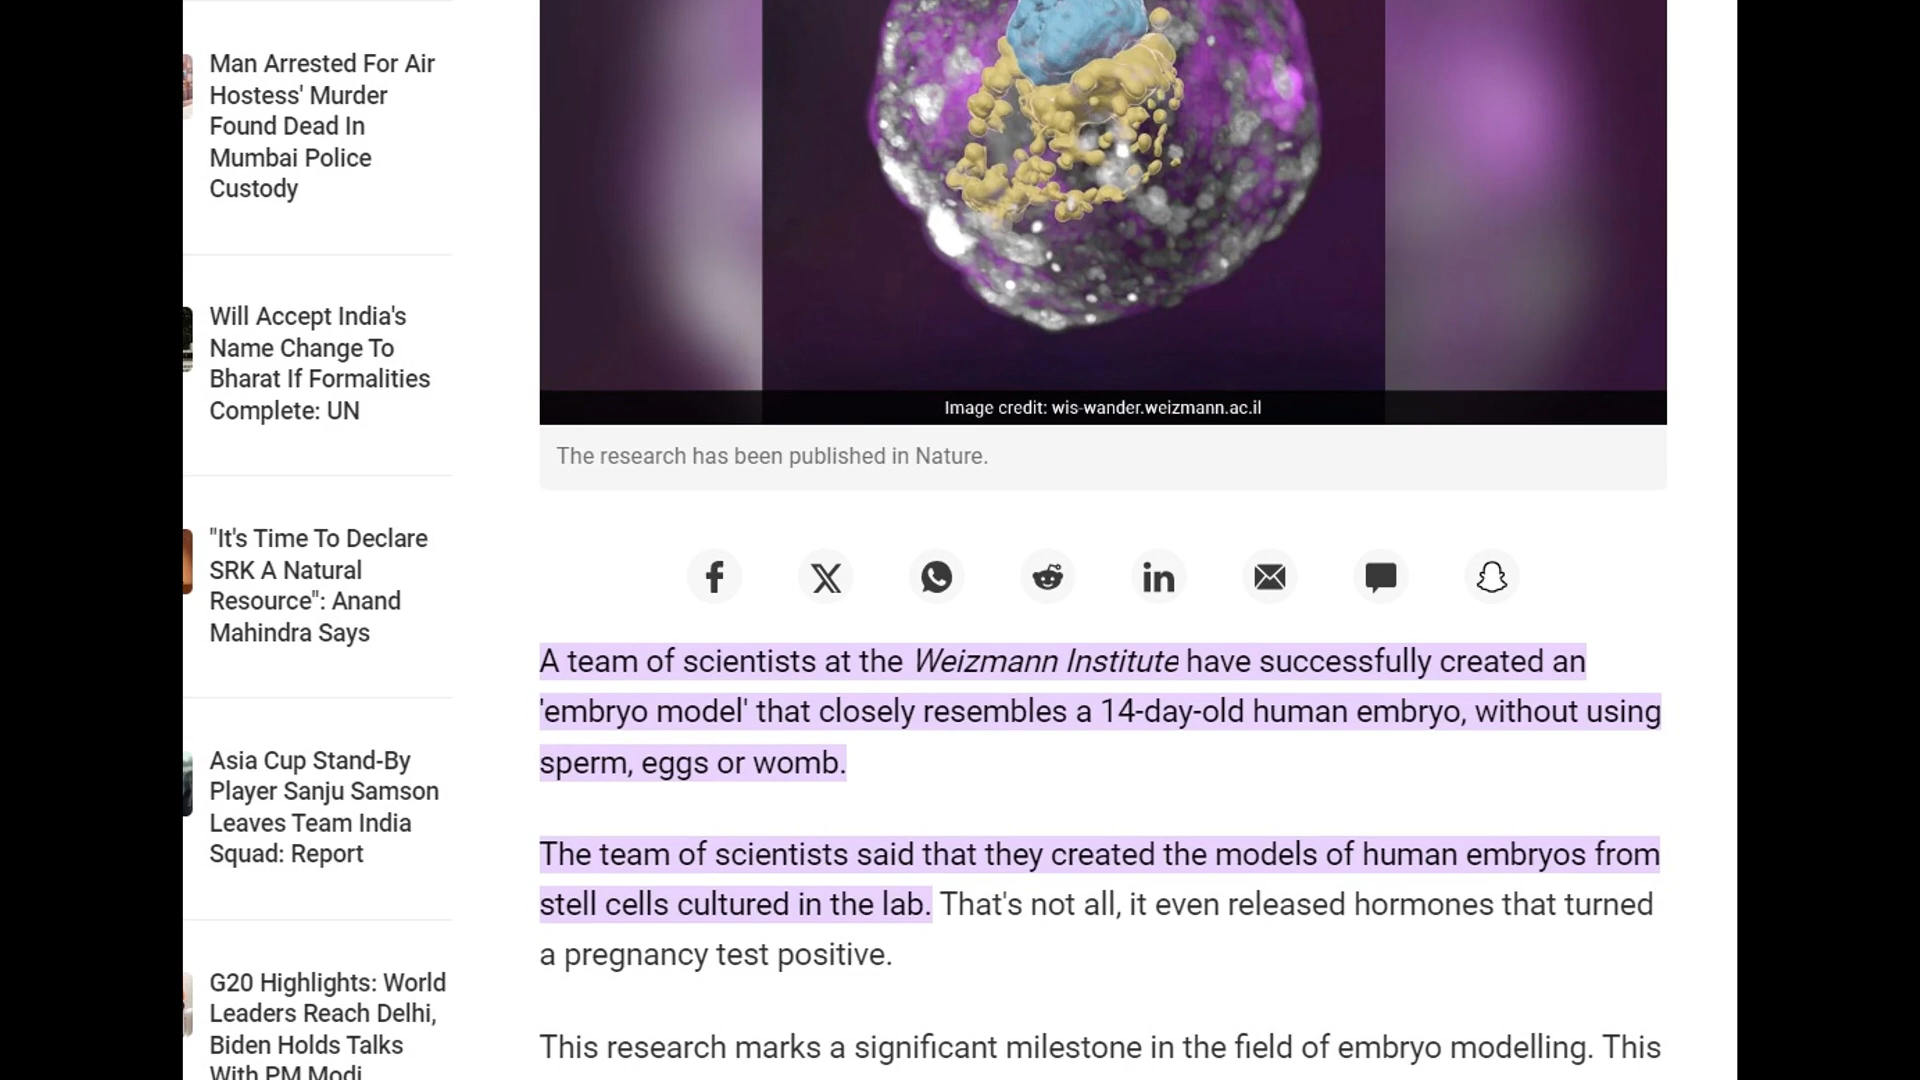 Man Arrested For Air
Hostess' Murder
Found Dead In
Mumbai Police
Custody
Will Accept India's
Name Change To
Bharat If Formalities
Complete: UN
"It's Time To Declare
SRK A Natural
Resource": Anand
Mahindra Says
Asia Cup Stand-By
Player Sanju Samson
Leaves Team India
Squad: Report
G20 Highlights: World
Leaders Reach Delhi,
Biden Holds Talks
With PM Modi
Image credit: wis-wander.weizmann.ac.il
The research has been published in Nature.
A team of scientists at the Weizmann Institute have successfully created an
'embryo model' that closely resembles a 14-day-old human embryo, without using
sperm, eggs or womb.
The team of scientists said that they created the models of human embryos from
stell cells cultured in the lab. That's not all, it even released hormones that turned
a pregnancy test positive.
This research marks a significant milestone in the field of embryo modelling. This